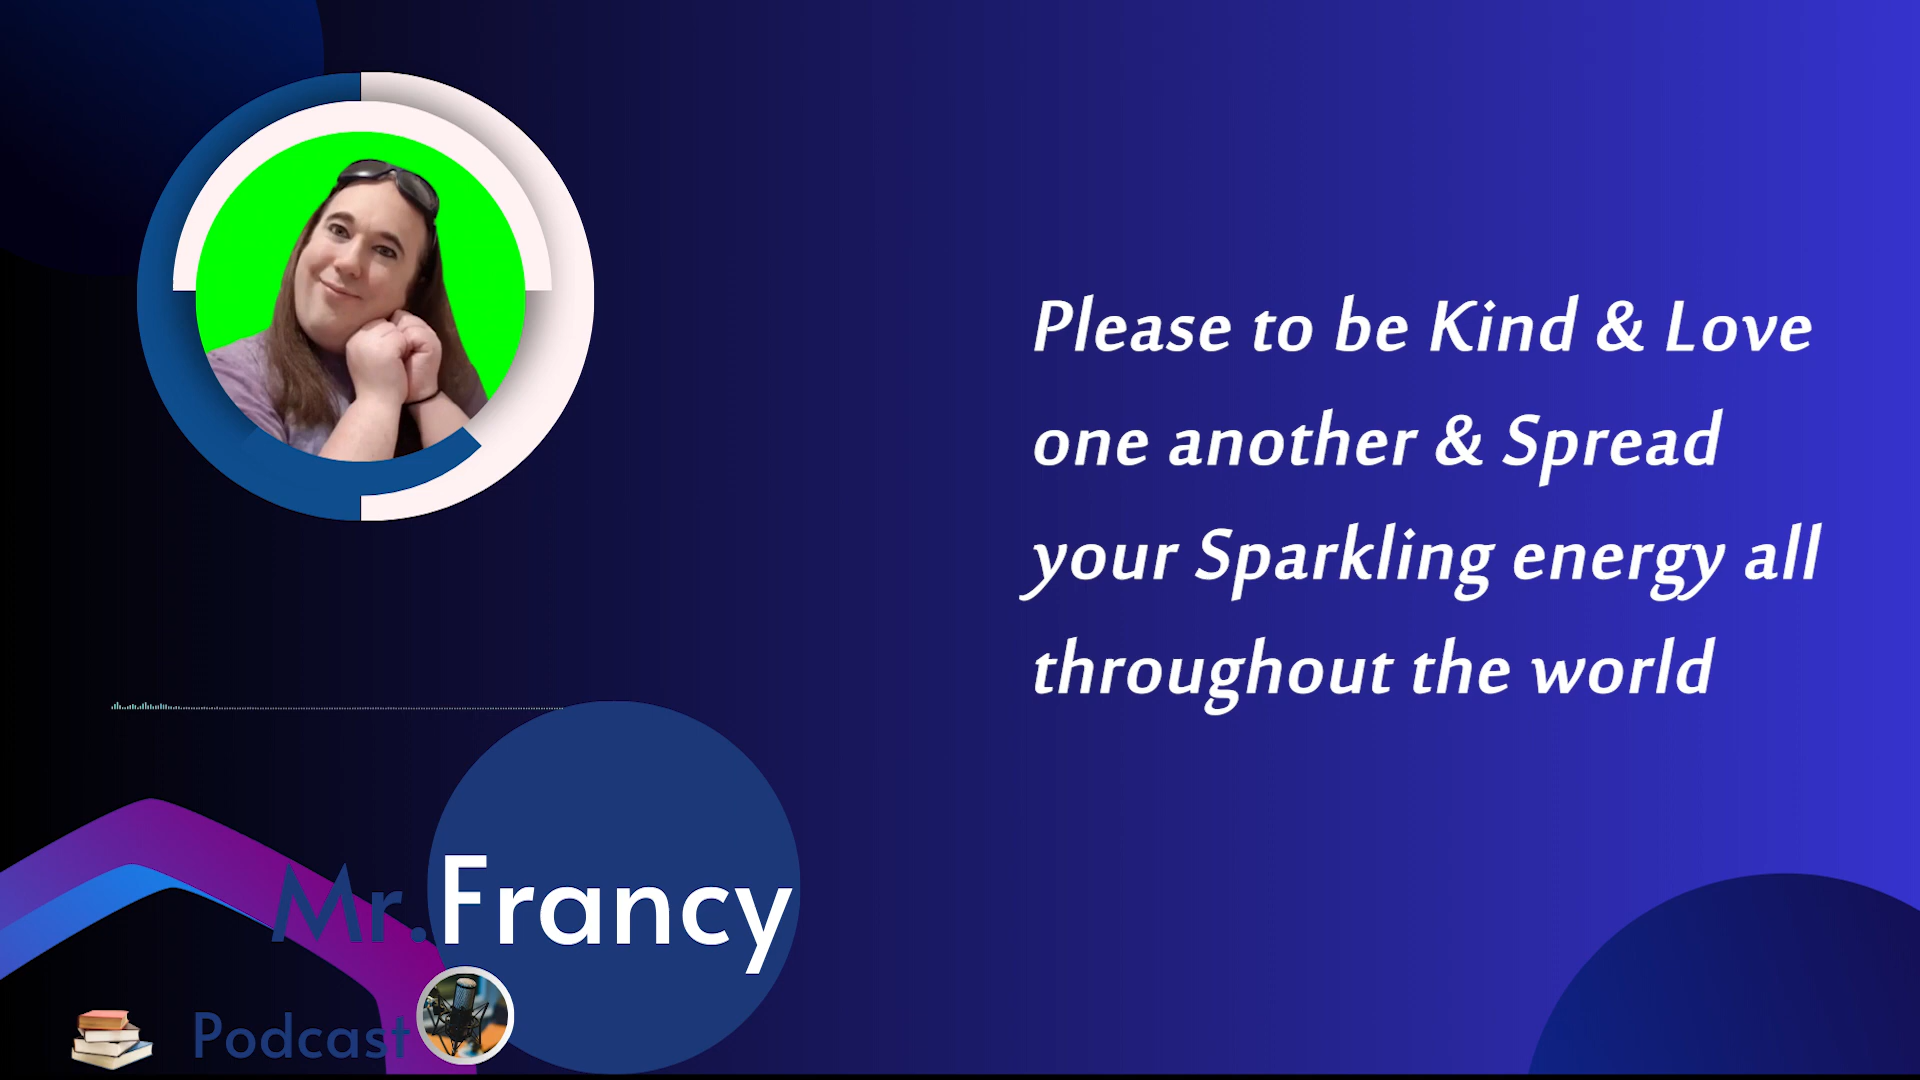 Please to be Kind & Love
one another & Spread
your Sparkling energy all
throughout the world
Mr.Francy
Podcast